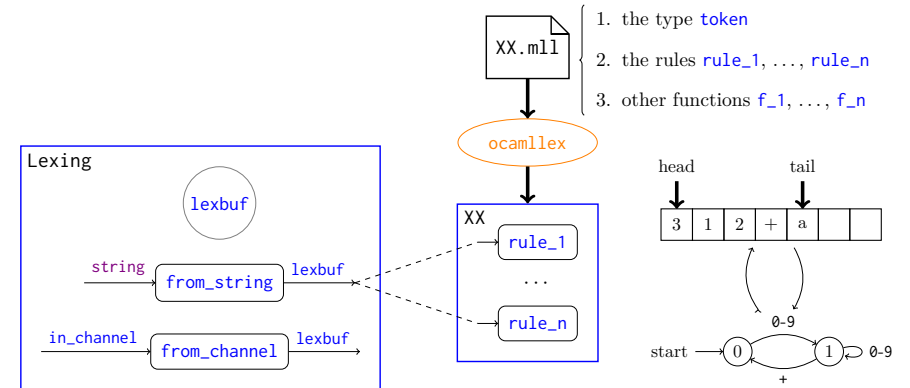 XX.mll
1. the type token
2. the rules rule_1, ..., rule_n
3. other functions f_1, ..., f_n
ocamllex
Lexing
lexbuf
string
from_string
lexbuf
in_channel
from_channel
lexbuf
XX
rule_1
...
rule_n
head
tail
3 1 2 + a
0-9
start
0
1
0-9
+